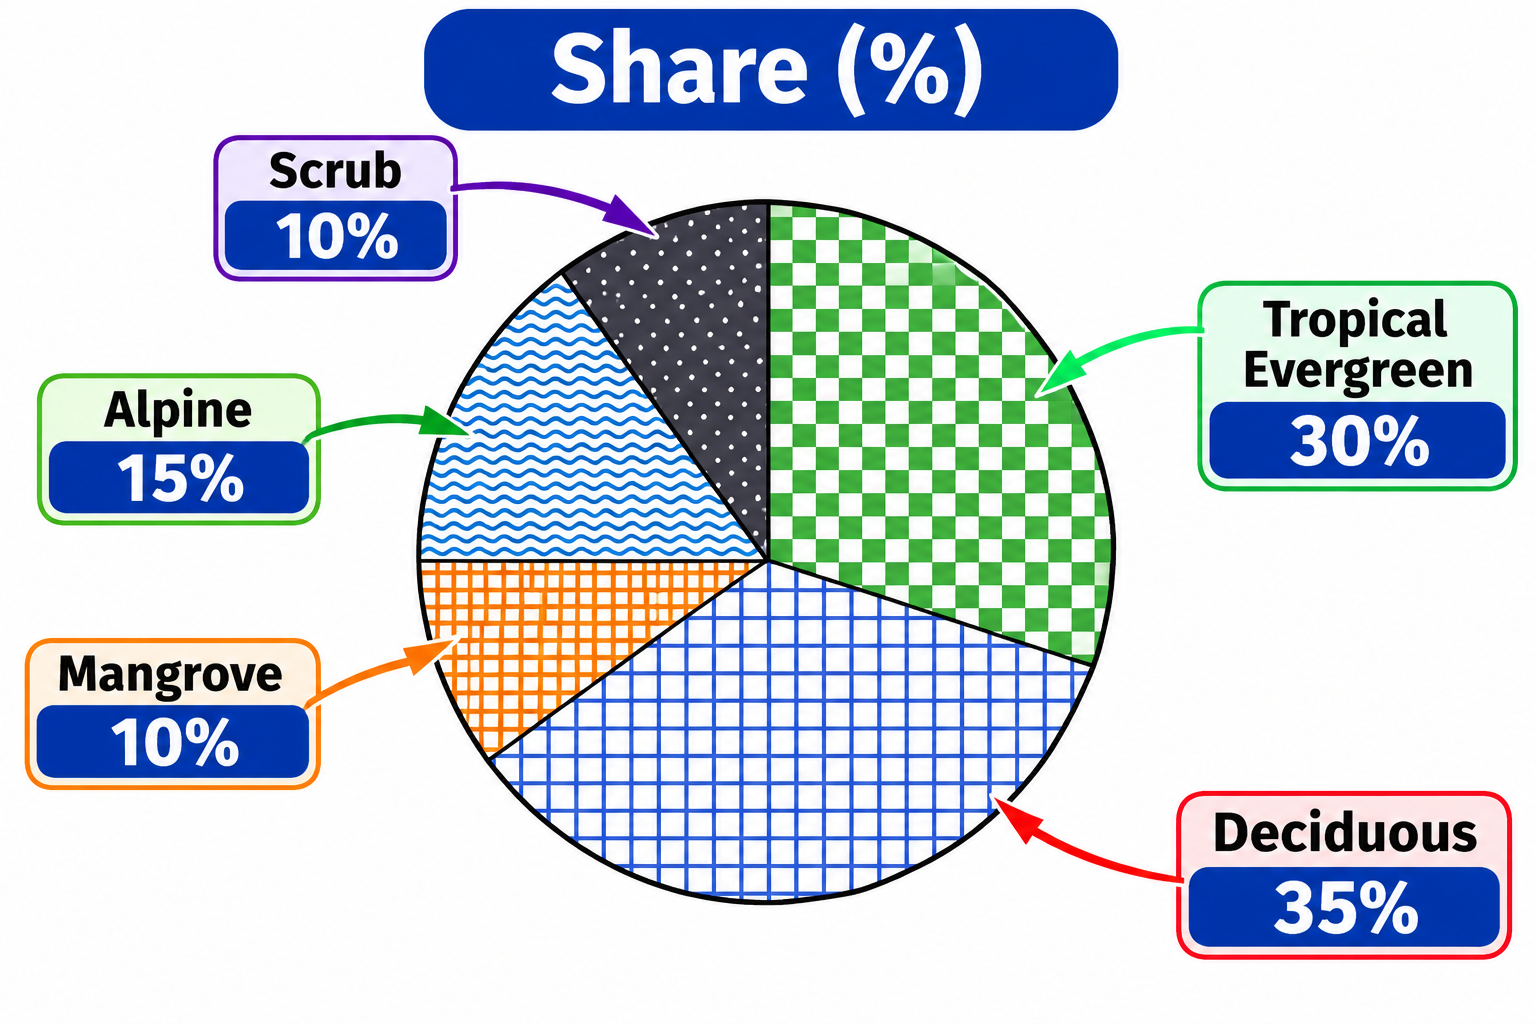 Share (%)
Scrub
10%
Tropical
Evergreen
30%
Alpine
15%
Mangrove
10%
Deciduous
35%